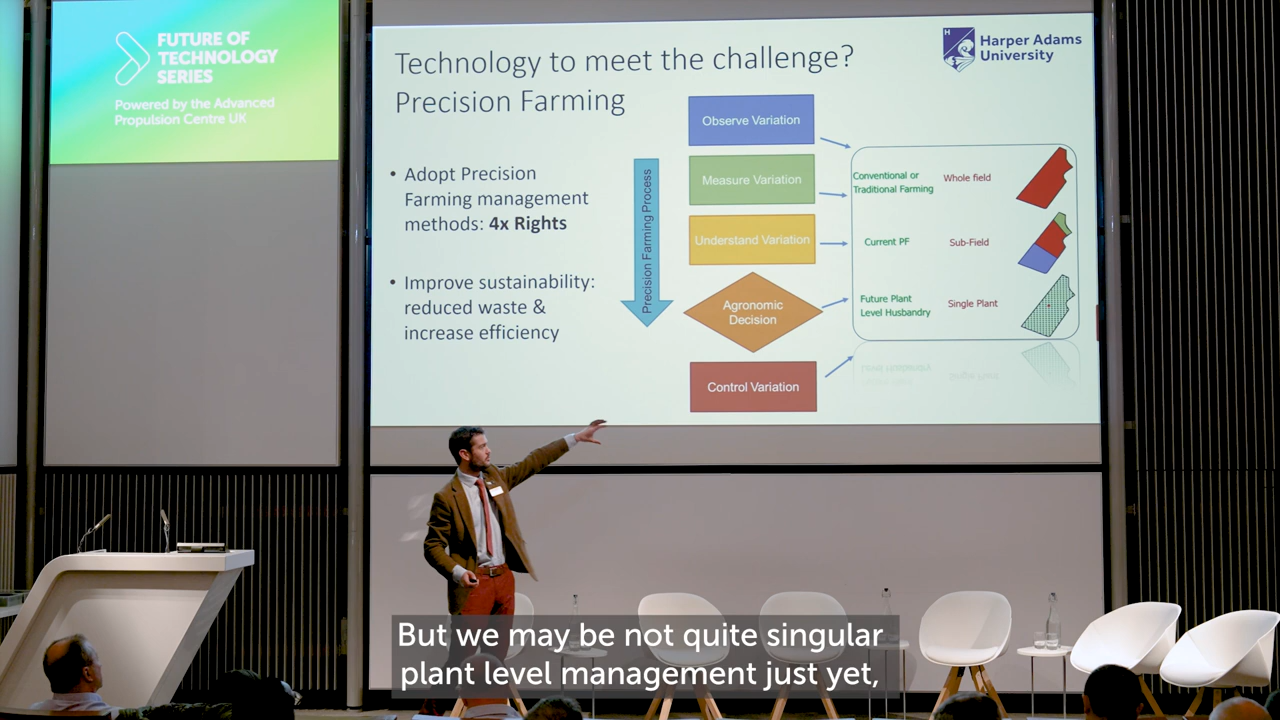 FUTURE OF
TECHNOLOGY
SERIES
Powered by the Advanced
Propulsion Centre UK
Technology to meet the challenge?
Precision Farming
H
Harper Adams
University
• Adopt Precision
Farming management
methods: 4x Rights
• Improve sustainability:
reduced waste &
increase efficiency
Precision Farming Process
Observe Variation
Measure Variation
Understand Variation
Agronomic
Decision
Control Variation
Conventional or
Traditional Farming
Whole field
Current PF
Sub-Field
Future Plant
Level Husbandry
Single Plant
But we may be not quite singular
plant level management just yet,